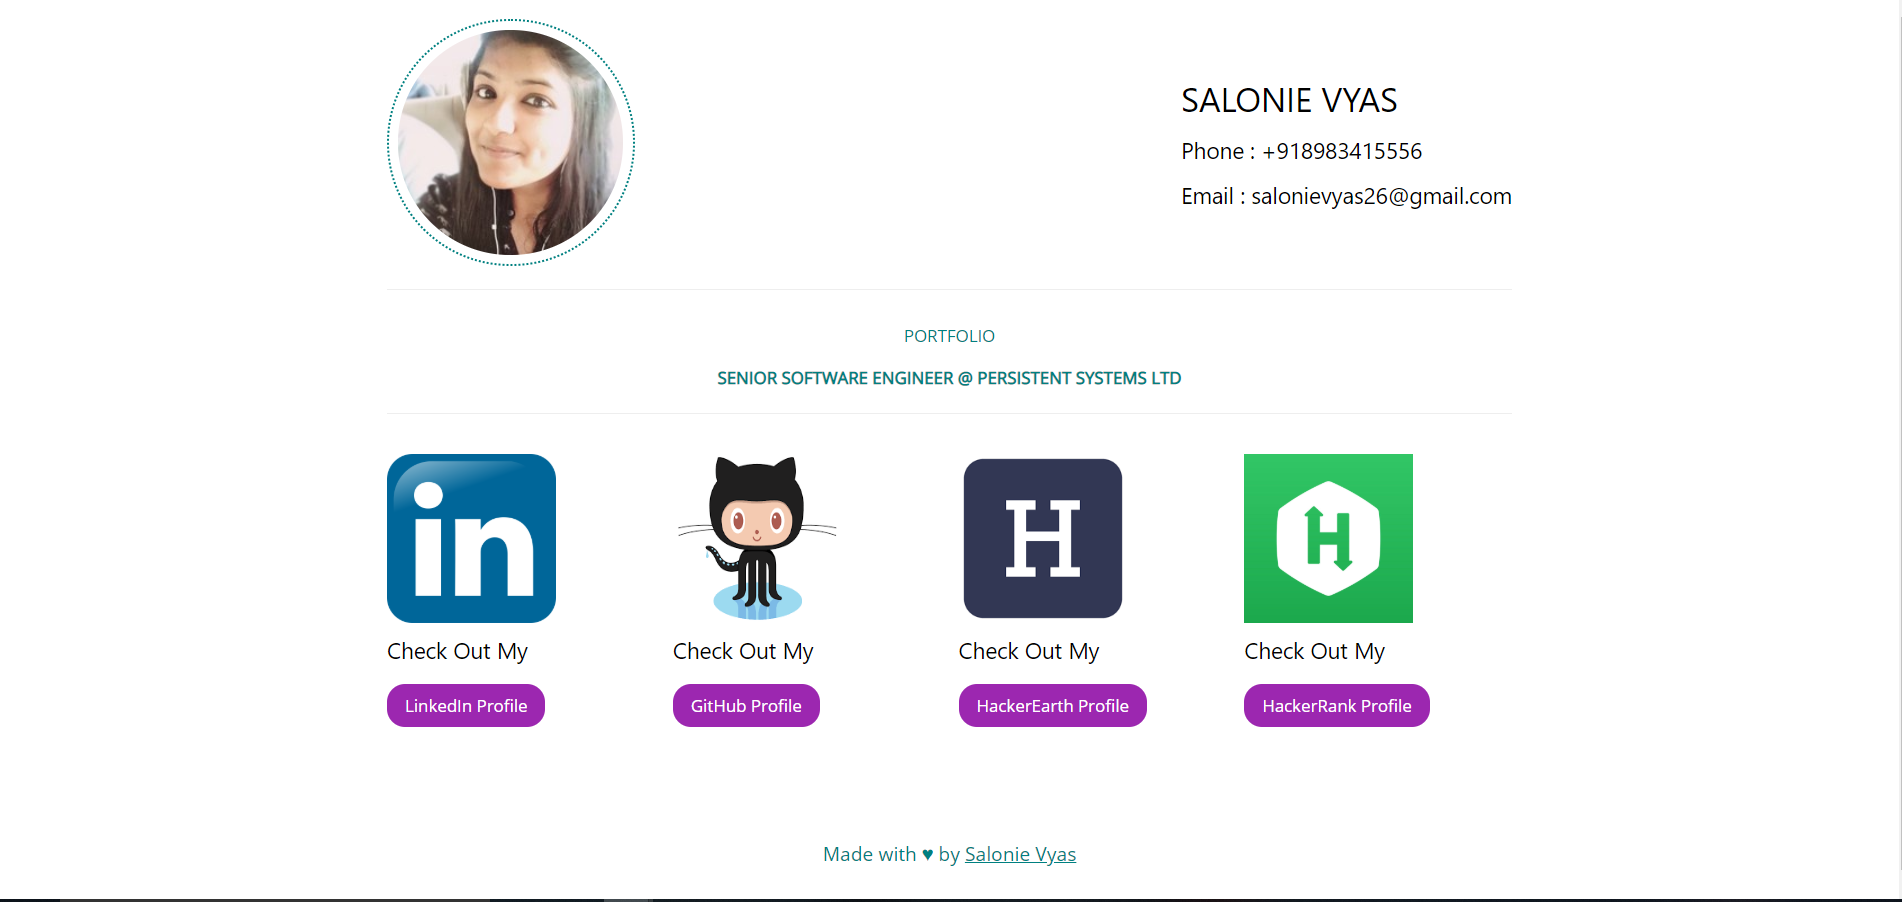 SALONIE VYAS
Phone : +918983415556
Email : salonievyas26@gmail.com
PORTFOLIO
SENIOR SOFTWARE ENGINEER @ PERSISTENT SYSTEMS LTD
in
H
H
Check Out My
Check Out My
Check Out My
Check Out My
LinkedIn Profile
GitHub Profile
HackerEarth Profile
HackerRank Profile
Made with ♥ by Salonie Vyas